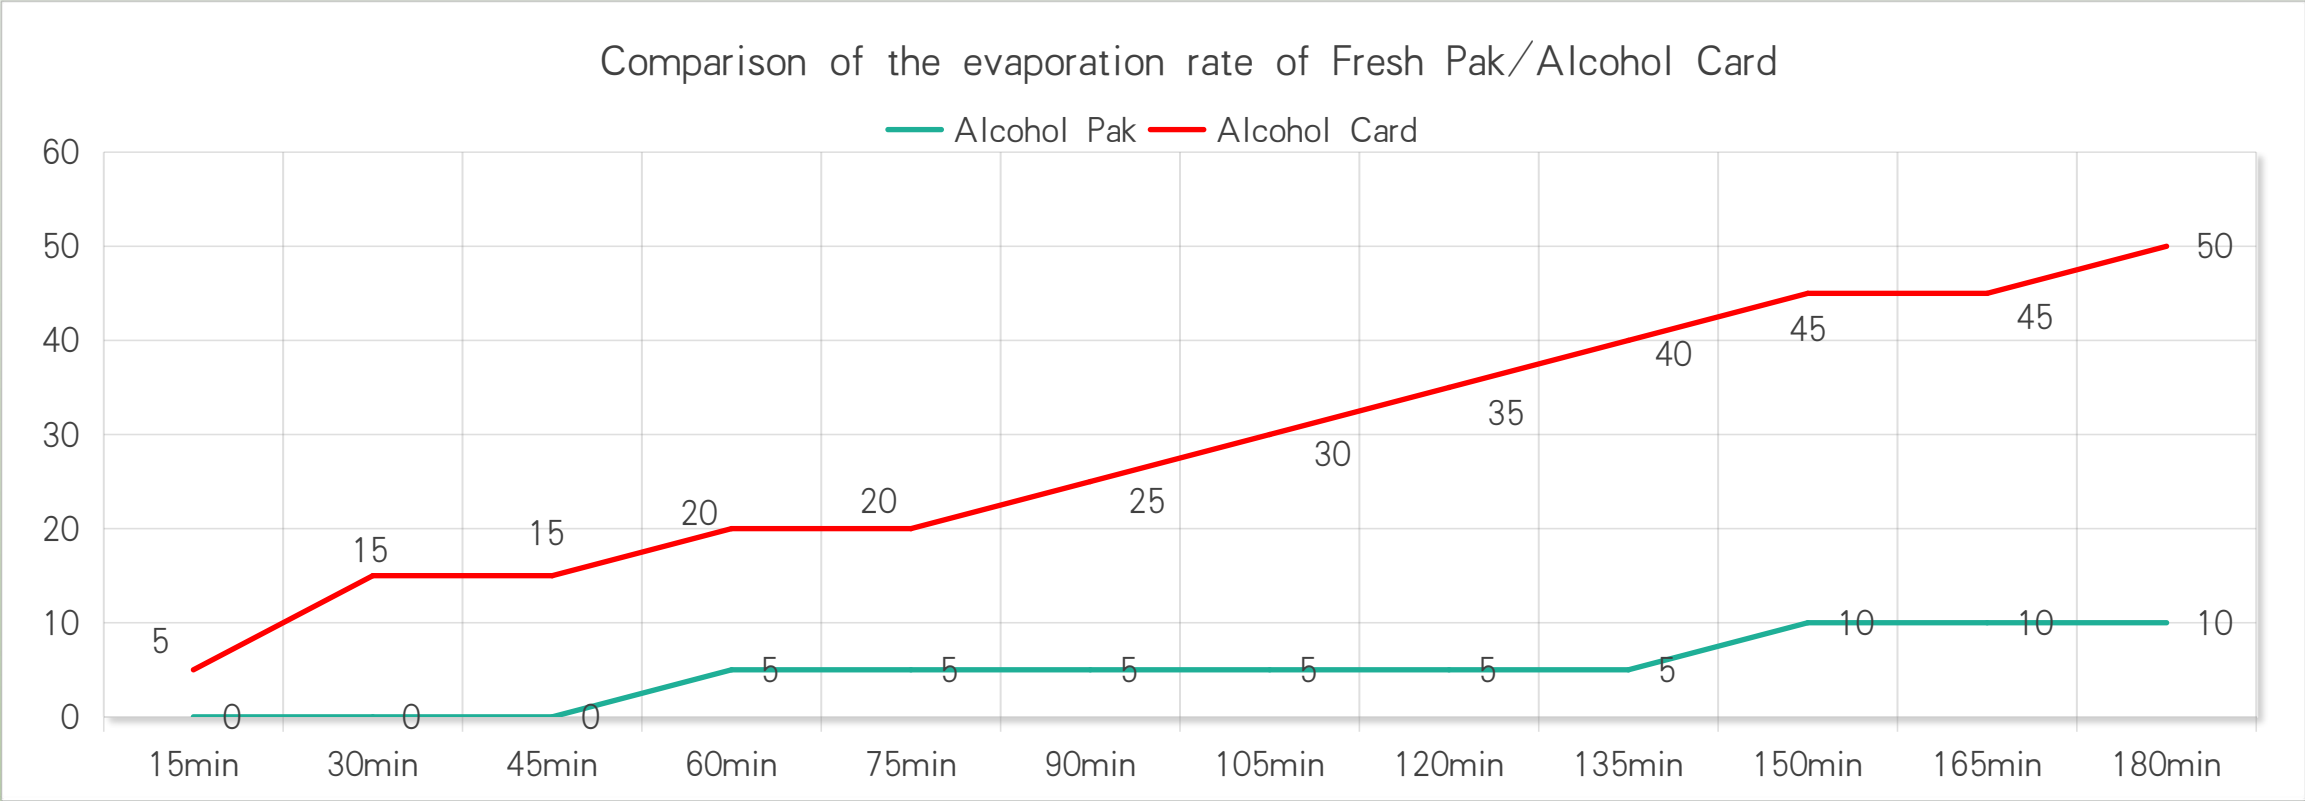 Comparison of the evaporation rate of Fresh Pak/Alcohol Card
Alcohol Pak Alcohol Card
60
50 50
40 45 45
40
35
30 30
25
20 20 20
15 15
10 10 10 10
5
5 5 5 5 5 5
0 0 0 0
15min 30min 45min 60min 75min 90min 105min 120min 135min 150min 165min 180min